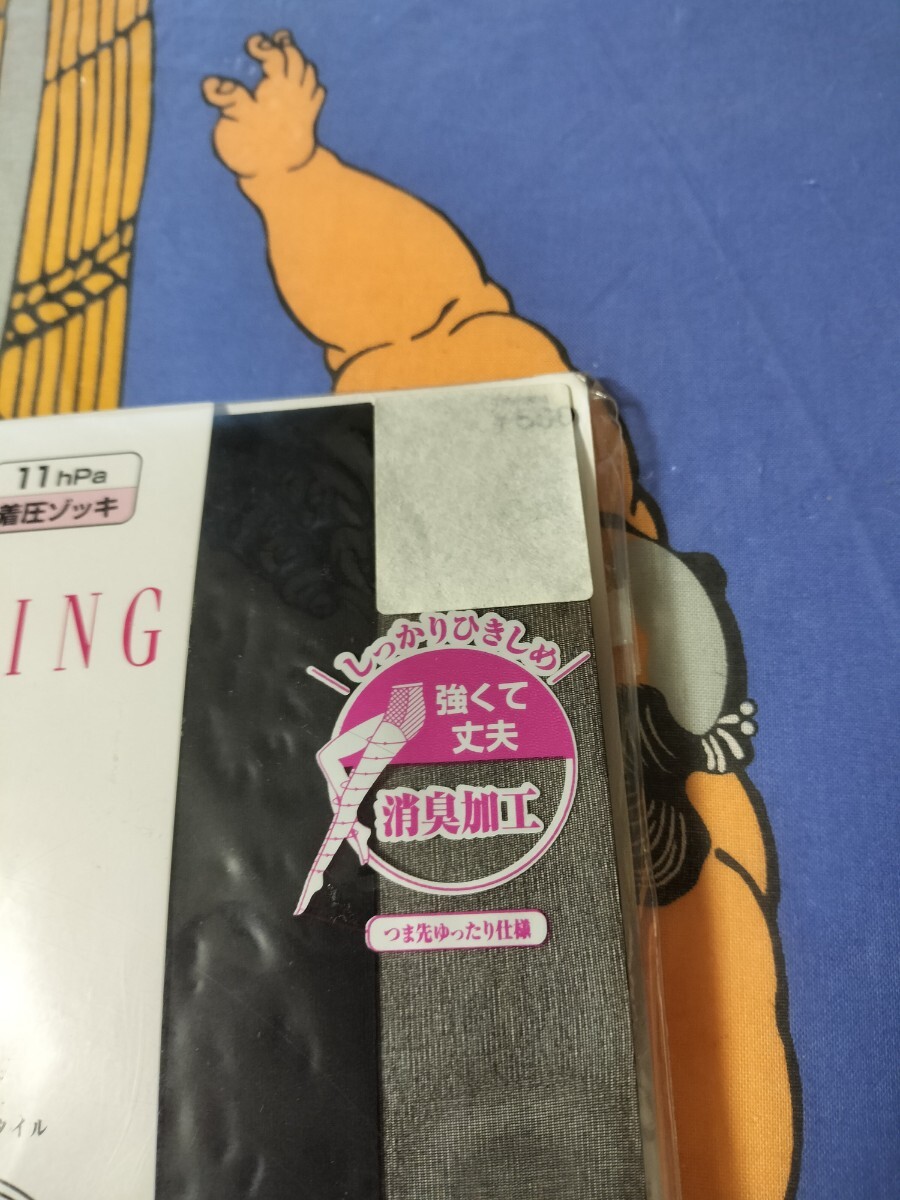 11hPa
着圧ゾッキ
ING
しっかりひきしめ
強くて
丈夫
消臭加工
つま先ゆったり仕様
タイル